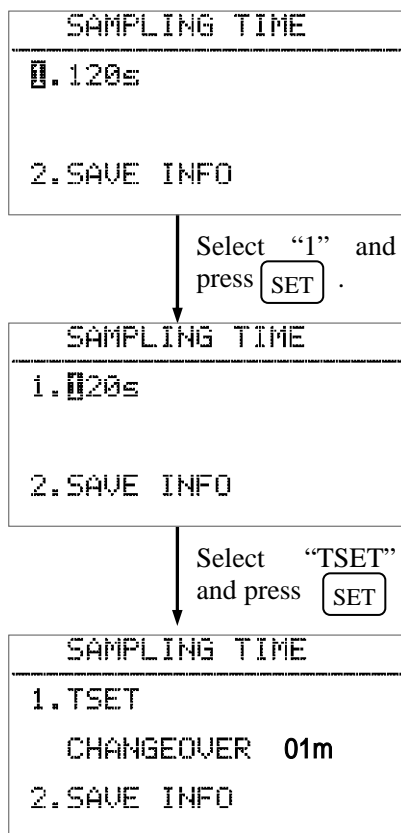 SAMPLING TIME
1.120s
2.SAVE INFO
Select “1” and
press SET .
SAMPLING TIME
1.120s
2.SAVE INFO
Select “TSET”
and press SET
SAMPLING TIME
1.TSET
CHANGEOVER 01m
2.SAVE INFO